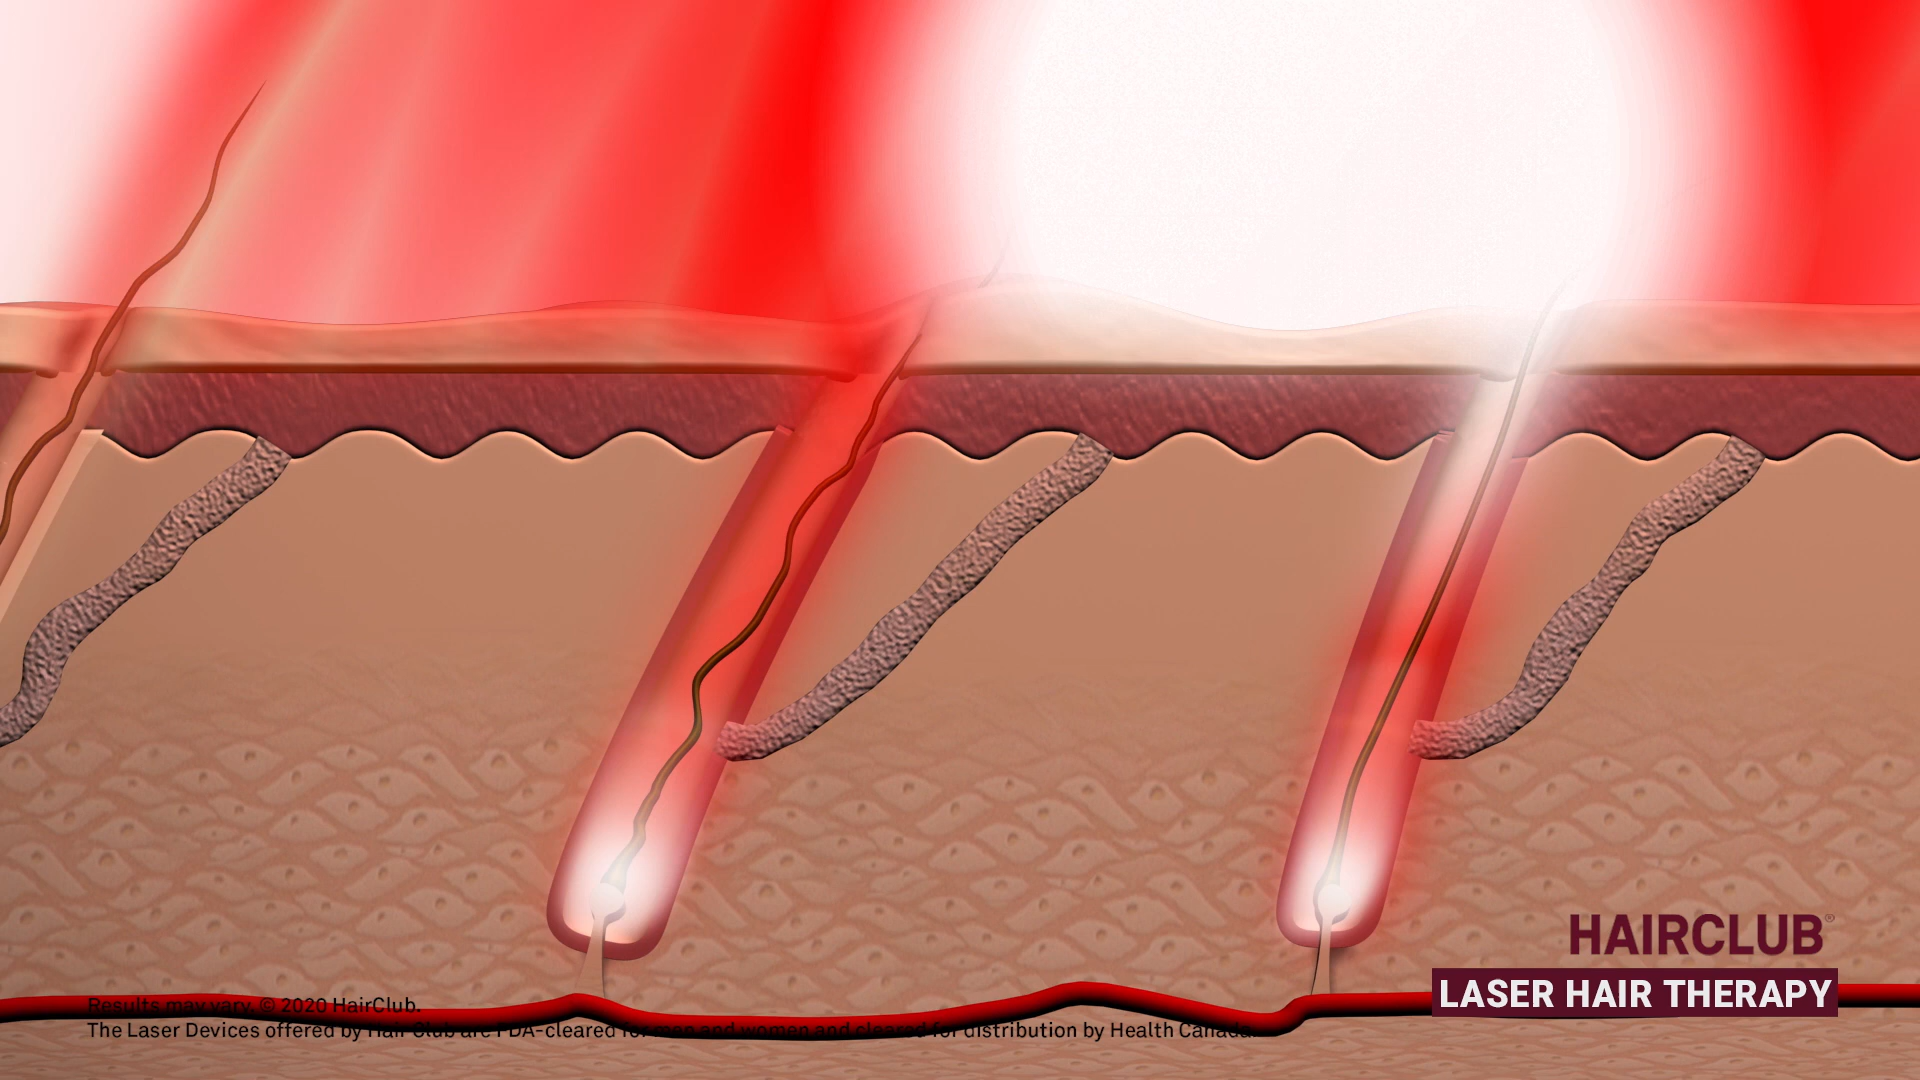 HAIRCLUB®
LASER HAIR THERAPY
Results may vary. © 2020 HairClub.
The Laser Devices offered by Hair Club are FDA-cleared for men and women and cleared for distribution by Health Canada.